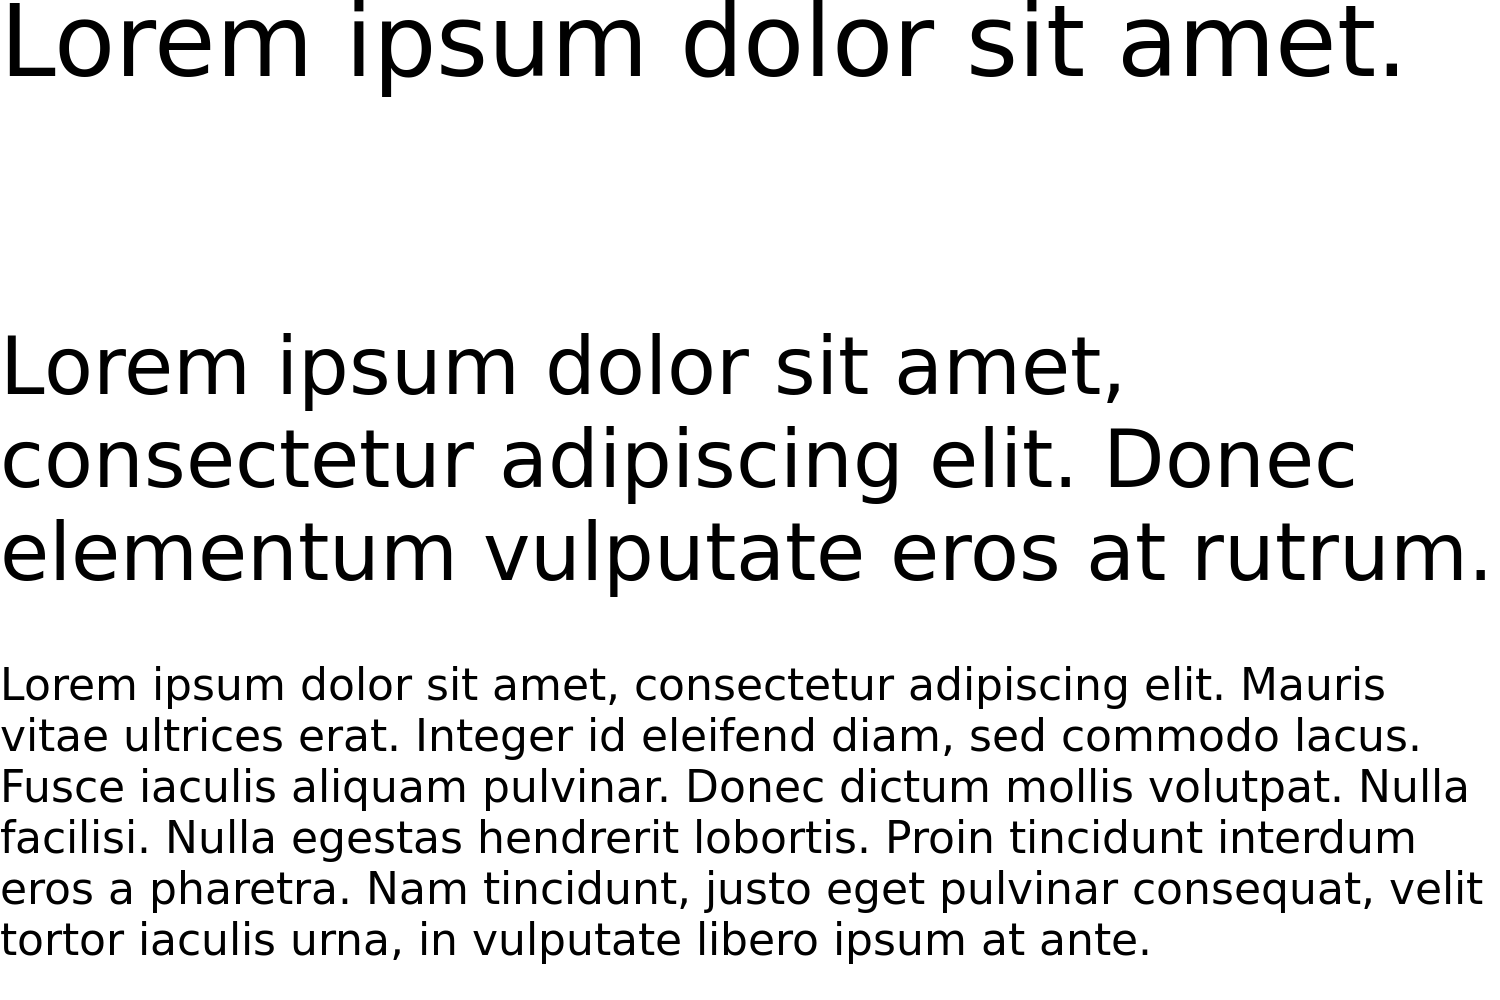 Lorem ipsum dolor sit amet.
Lorem ipsum dolor sit amet,
consectetur adipiscing elit. Donec
elementum vulputate eros at rutrum.
Lorem ipsum dolor sit amet, consectetur adipiscing elit. Mauris
vitae ultrices erat. Integer id eleifend diam, sed commodo lacus.
Fusce iaculis aliquam pulvinar. Donec dictum mollis volutpat. Nulla
facilisi. Nulla egestas hendrerit lobortis. Proin tincidunt interdum
eros a pharetra. Nam tincidunt, justo eget pulvinar consequat, velit
tortor iaculis urna, in vulputate libero ipsum at ante.